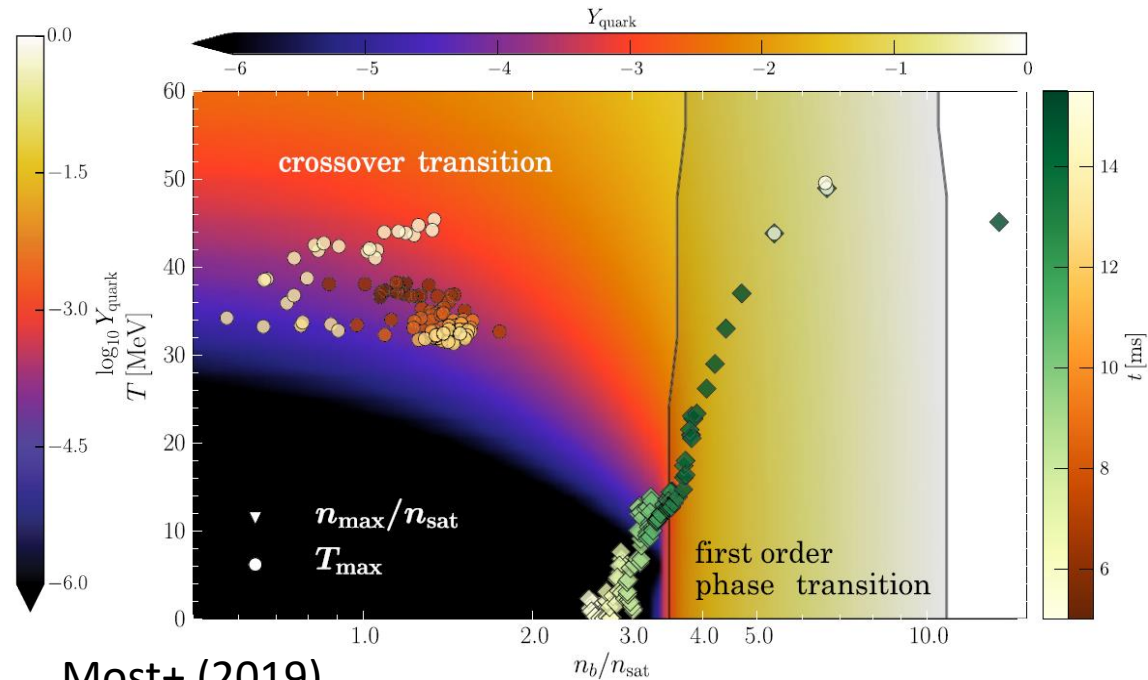 Y_quark
−6 −5 −4 −3 −2 −1 0
0.0
−1.5
−3.0
−4.5
−6.0
log₁₀ Y_quark
T [MeV]
60
50
40
30
20
10
0
crossover transition
n_max/n_sat
T_max
first order
phase transition
1.0 2.0 3.0 4.0 5.0 10.0
n_b/n_sat
14
12
10
8
6
t [ms]
Most+ (2019)